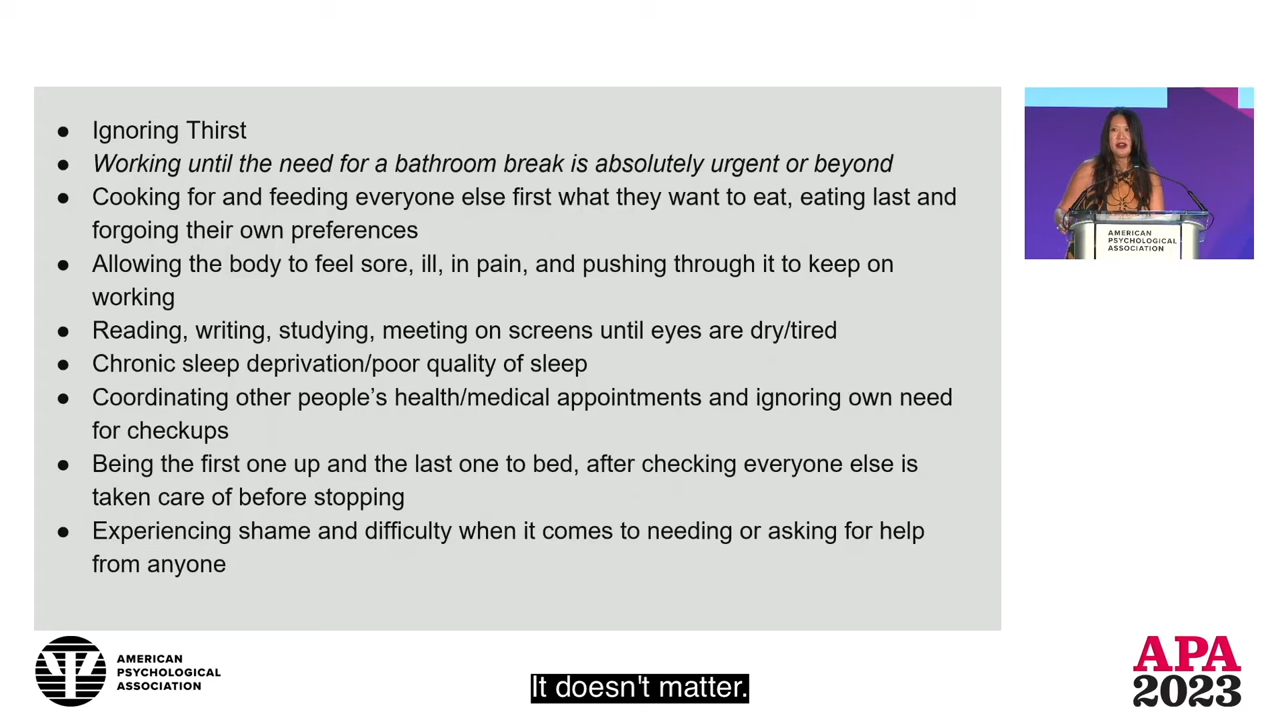 ● Ignoring Thirst
● Working until the need for a bathroom break is absolutely urgent or beyond
● Cooking for and feeding everyone else first what they want to eat, eating last and
forgoing their own preferences
● Allowing the body to feel sore, ill, in pain, and pushing through it to keep on
working
● Reading, writing, studying, meeting on screens until eyes are dry/tired
● Chronic sleep deprivation/poor quality of sleep
● Coordinating other people’s health/medical appointments and ignoring own need
for checkups
● Being the first one up and the last one to bed, after checking everyone else is
taken care of before stopping
● Experiencing shame and difficulty when it comes to needing or asking for help
from anyone
AMERICAN
PSYCHOLOGICAL
ASSOCIATION
AMERICAN
PSYCHOLOGICAL
ASSOCIATION
It doesn't matter.
APA
2023